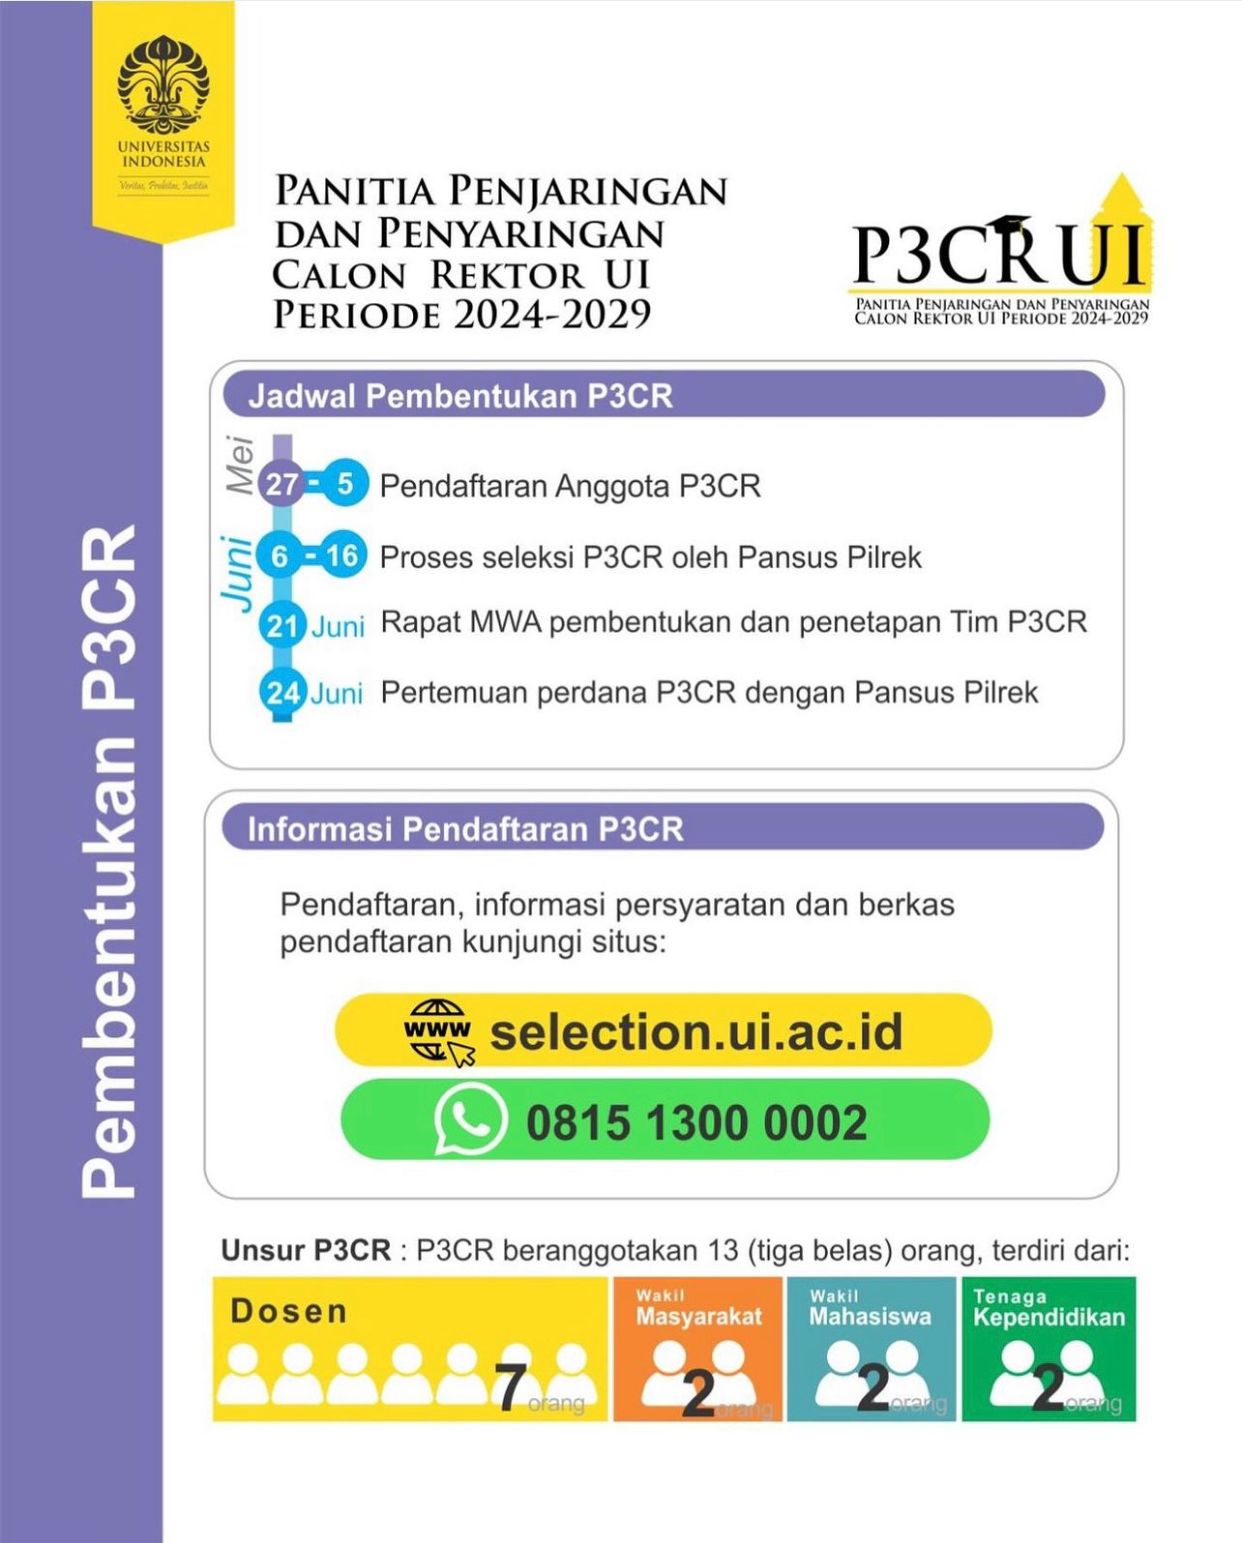 UNIVERSITAS
INDONESIA
Veritas, Probitas, Justitia
PANITIA PENJARINGAN
DAN PENYARINGAN
CALON REKTOR UI
PERIODE 2024-2029
P3CR UI
PANITIA PENJARINGAN DAN PENYARINGAN
CALON REKTOR UI PERIODE 2024-2029
Pembentukan P3CR
Jadwal Pembentukan P3CR
Mei
27 - 5 Pendaftaran Anggota P3CR
Juni
6 - 16 Proses seleksi P3CR oleh Pansus Pilrek
21 Juni Rapat MWA pembentukan dan penetapan Tim P3CR
24 Juni Pertemuan perdana P3CR dengan Pansus Pilrek
Informasi Pendaftaran P3CR
Pendaftaran, informasi persyaratan dan berkas
pendaftaran kunjungi situs:
www selection.ui.ac.id
0815 1300 0002
Unsur P3CR : P3CR beranggotakan 13 (tiga belas) orang, terdiri dari:
Dosen
7 orang
Wakil
Masyarakat
2 orang
Wakil
Mahasiswa
2 orang
Tenaga
Kependidikan
2 orang